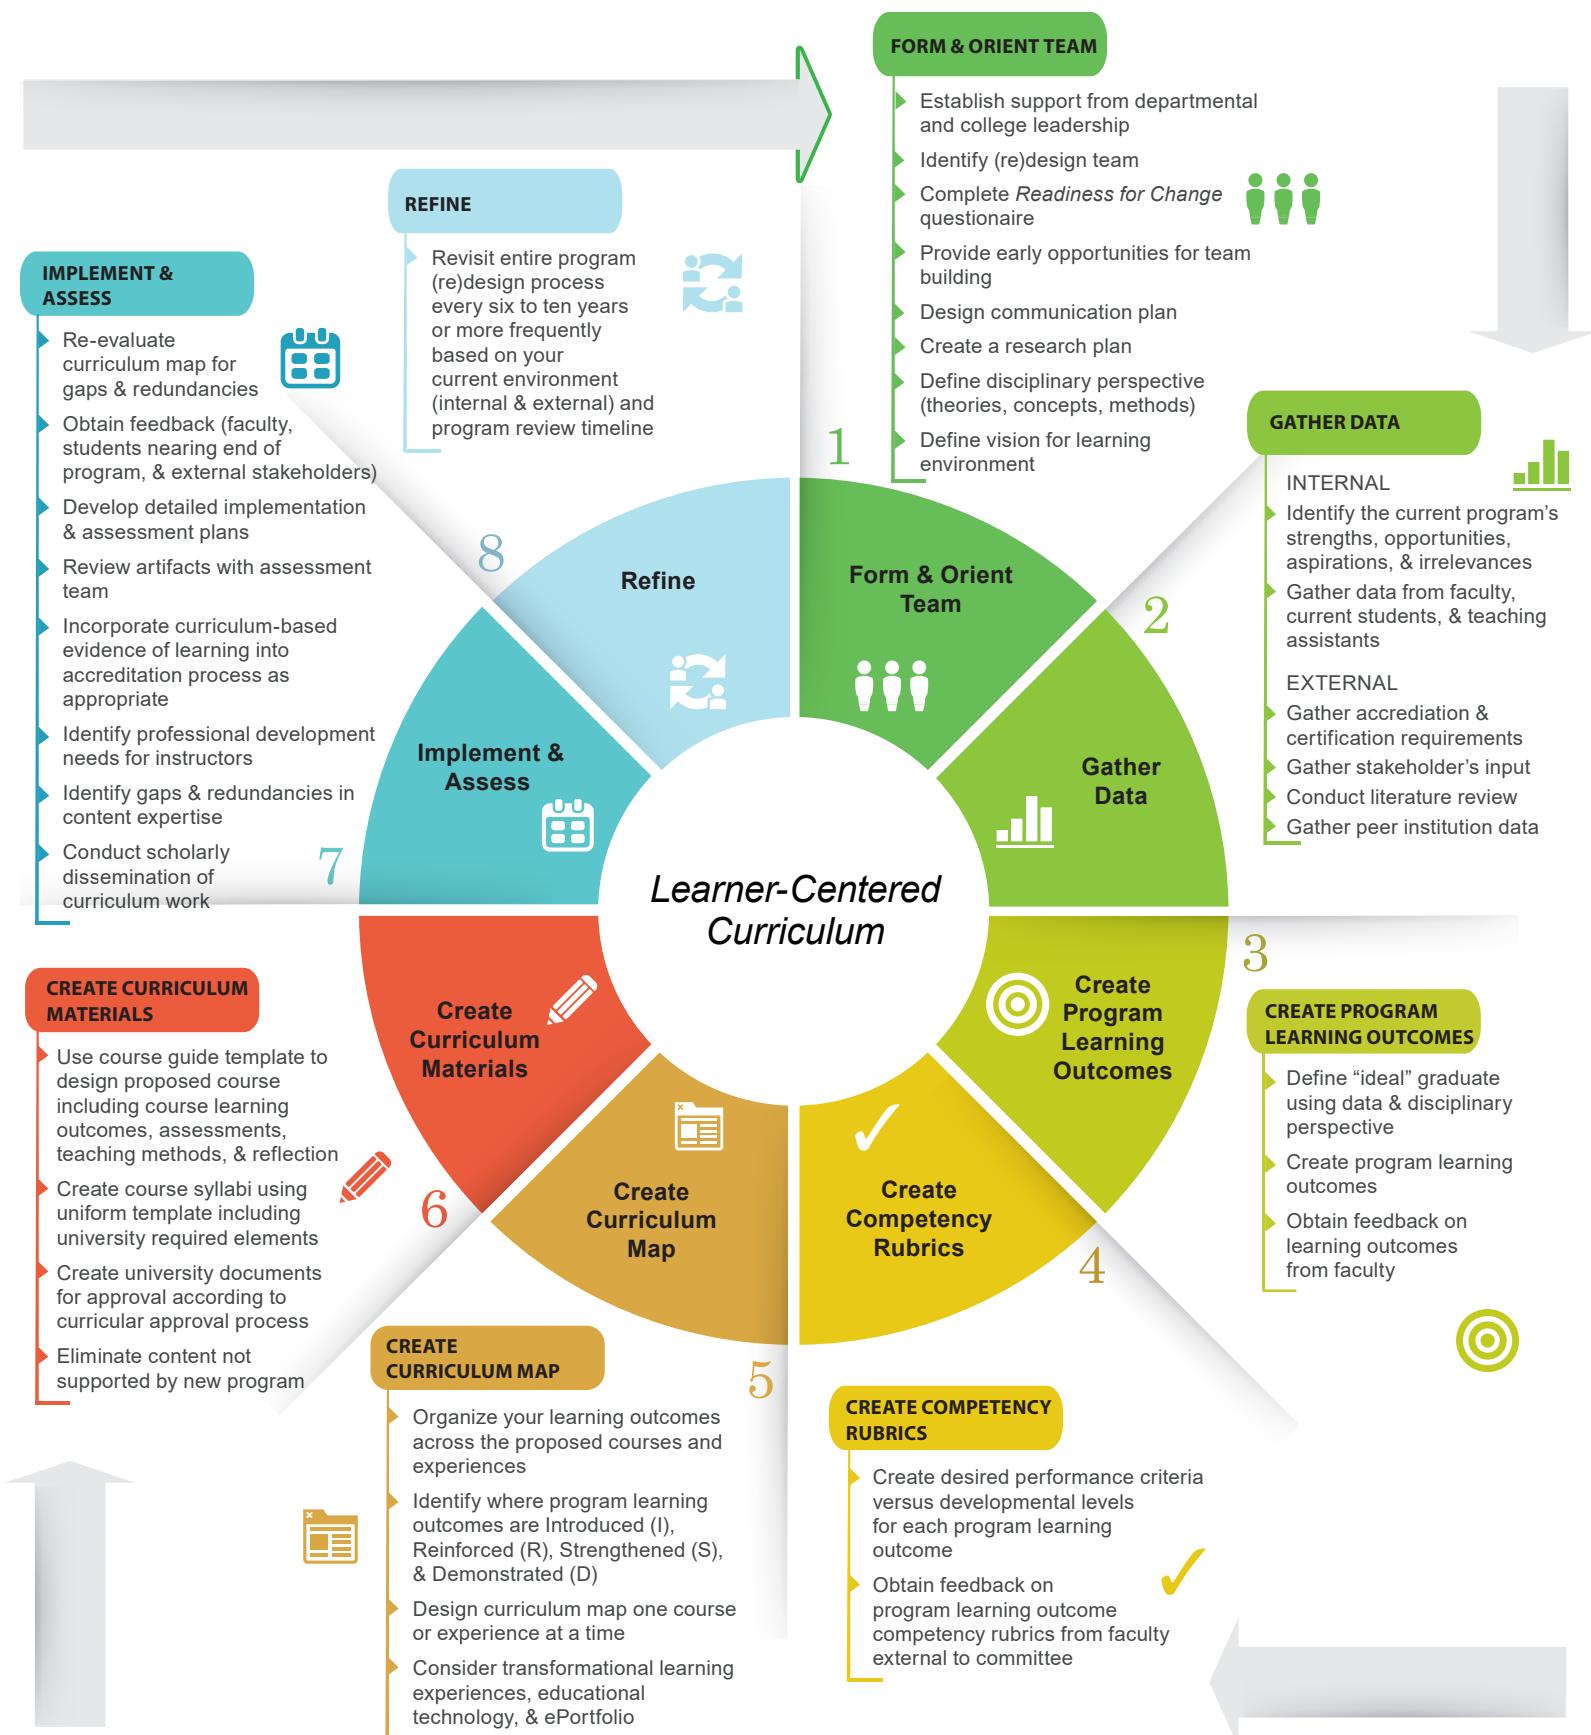 FORM & ORIENT TEAM
Establish support from departmental
and college leadership
Identify (re)design team
Complete Readiness for Change
questionaire
Provide early opportunities for team
building
Design communication plan
Create a research plan
Define disciplinary perspective
(theories, concepts, methods)
Define vision for learning
environment
GATHER DATA
INTERNAL
Identify the current program's
strengths, opportunities,
aspirations, & irrelevances
Gather data from faculty,
current students, & teaching
assistants
EXTERNAL
Gather accrediation &
certification requirements
Gather stakeholder's input
Conduct literature review
Gather peer institution data
CREATE PROGRAM
LEARNING OUTCOMES
Define “ideal” graduate
using data & disciplinary
perspective
Create program learning
outcomes
Obtain feedback on
learning outcomes
from faculty
CREATE COMPETENCY
RUBRICS
Create desired performance criteria
versus developmental levels
for each program learning
outcome
Obtain feedback on
program learning outcome
competency rubrics from faculty
external to committee
CREATE
CURRICULUM MAP
Organize your learning outcomes
across the proposed courses and
experiences
Identify where program learning
outcomes are Introduced (I),
Reinforced (R), Strengthened (S),
& Demonstrated (D)
Design curriculum map one course
or experience at a time
Consider transformational learning
experiences, educational
technology, & ePortfolio
CREATE CURRICULUM
MATERIALS
Use course guide template to
design proposed course
including course learning
outcomes, assessments,
teaching methods, & reflection
Create course syllabi using
uniform template including
university required elements
Create university documents
for approval according to
curricular approval process
Eliminate content not
supported by new program
IMPLEMENT &
ASSESS
Re-evaluate
curriculum map for
gaps & redundancies
Obtain feedback (faculty,
students nearing end of
program, & external stakeholders)
Develop detailed implementation
& assessment plans
Review artifacts with assessment
team
Incorporate curriculum-based
evidence of learning into
accreditation process as
appropriate
Identify professional development
needs for instructors
Identify gaps & redundancies in
content expertise
Conduct scholarly
dissemination of
curriculum work
REFINE
Revisit entire program
(re)design process
every six to ten years
or more frequently
based on your
current environment
(internal & external) and
program review timeline
1
Form & Orient
Team
2
Gather
Data
3
Create
Program
Learning
Outcomes
4
Create
Competency
Rubrics
5
Create
Curriculum
Map
6
Create
Curriculum
Materials
7
Implement &
Assess
8
Refine
Learner-Centered
Curriculum